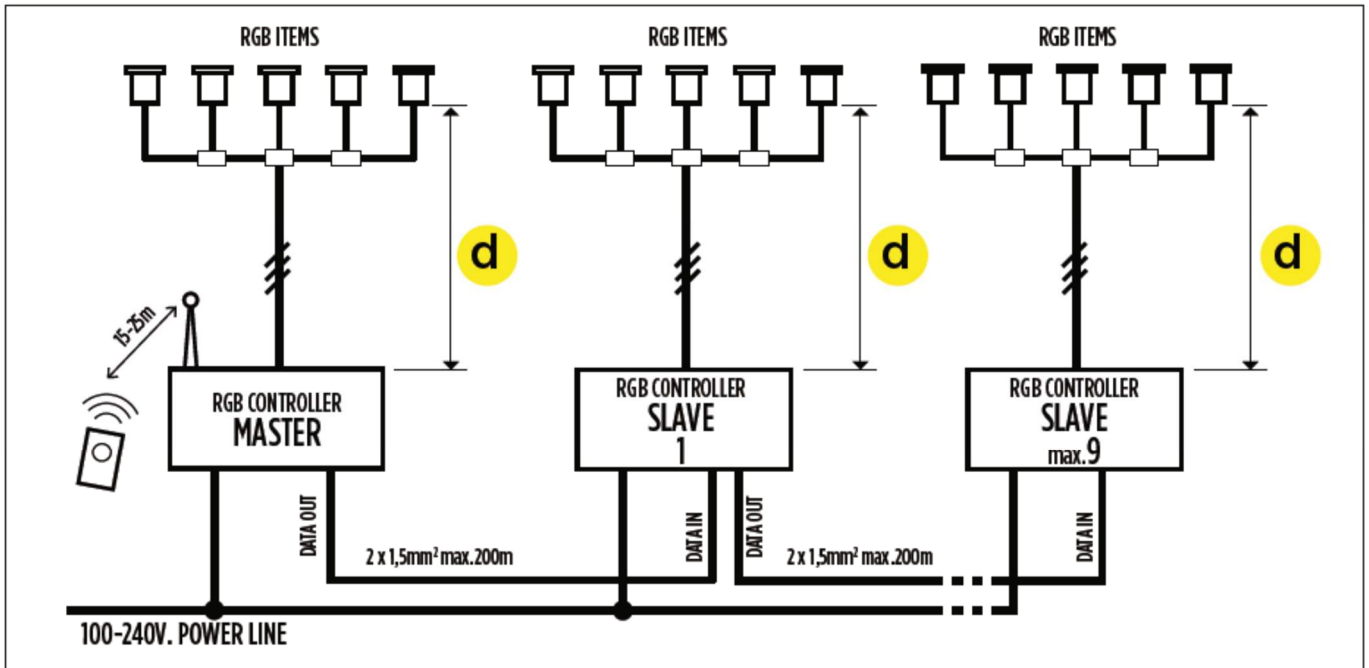 RGB ITEMS
RGB ITEMS
RGB ITEMS
d
d
d
15-25m
RGB CONTROLLER
MASTER
RGB CONTROLLER
SLAVE
1
RGB CONTROLLER
SLAVE
max.9
DATA OUT
DATA IN
DATA OUT
DATA IN
2 x 1,5mm² max.200m
2 x 1,5mm² max.200m
100-240V. POWER LINE